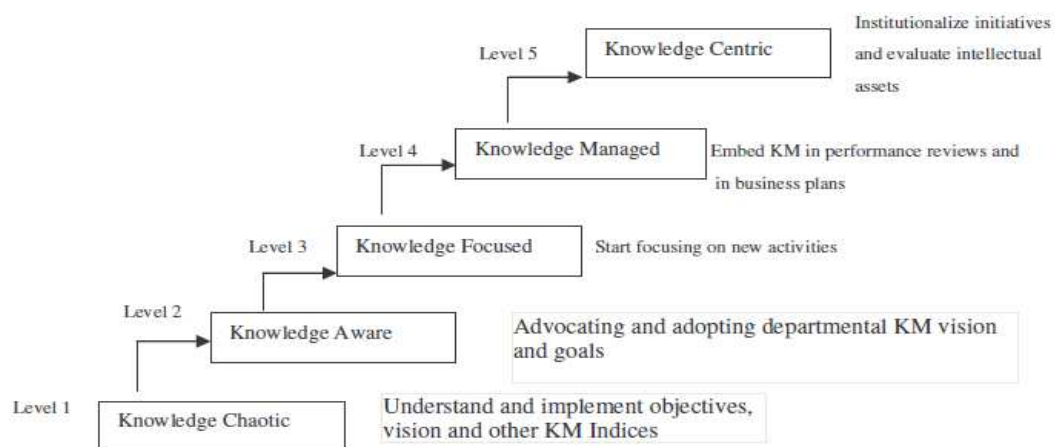 Institutionalize initiatives
Level 5
Knowledge Centric
and evaluate intellectual
assets
Level 4
Knowledge Managed
Embed KM in performance reviews and
in business plans
Level 3
Knowledge Focused
Start focusing on new activities
Level 2
Knowledge Aware
Advocating and adopting departmental KM vision
and goals
Level 1
Knowledge Chaotic
Understand and implement objectives,
vision and other KM Indices